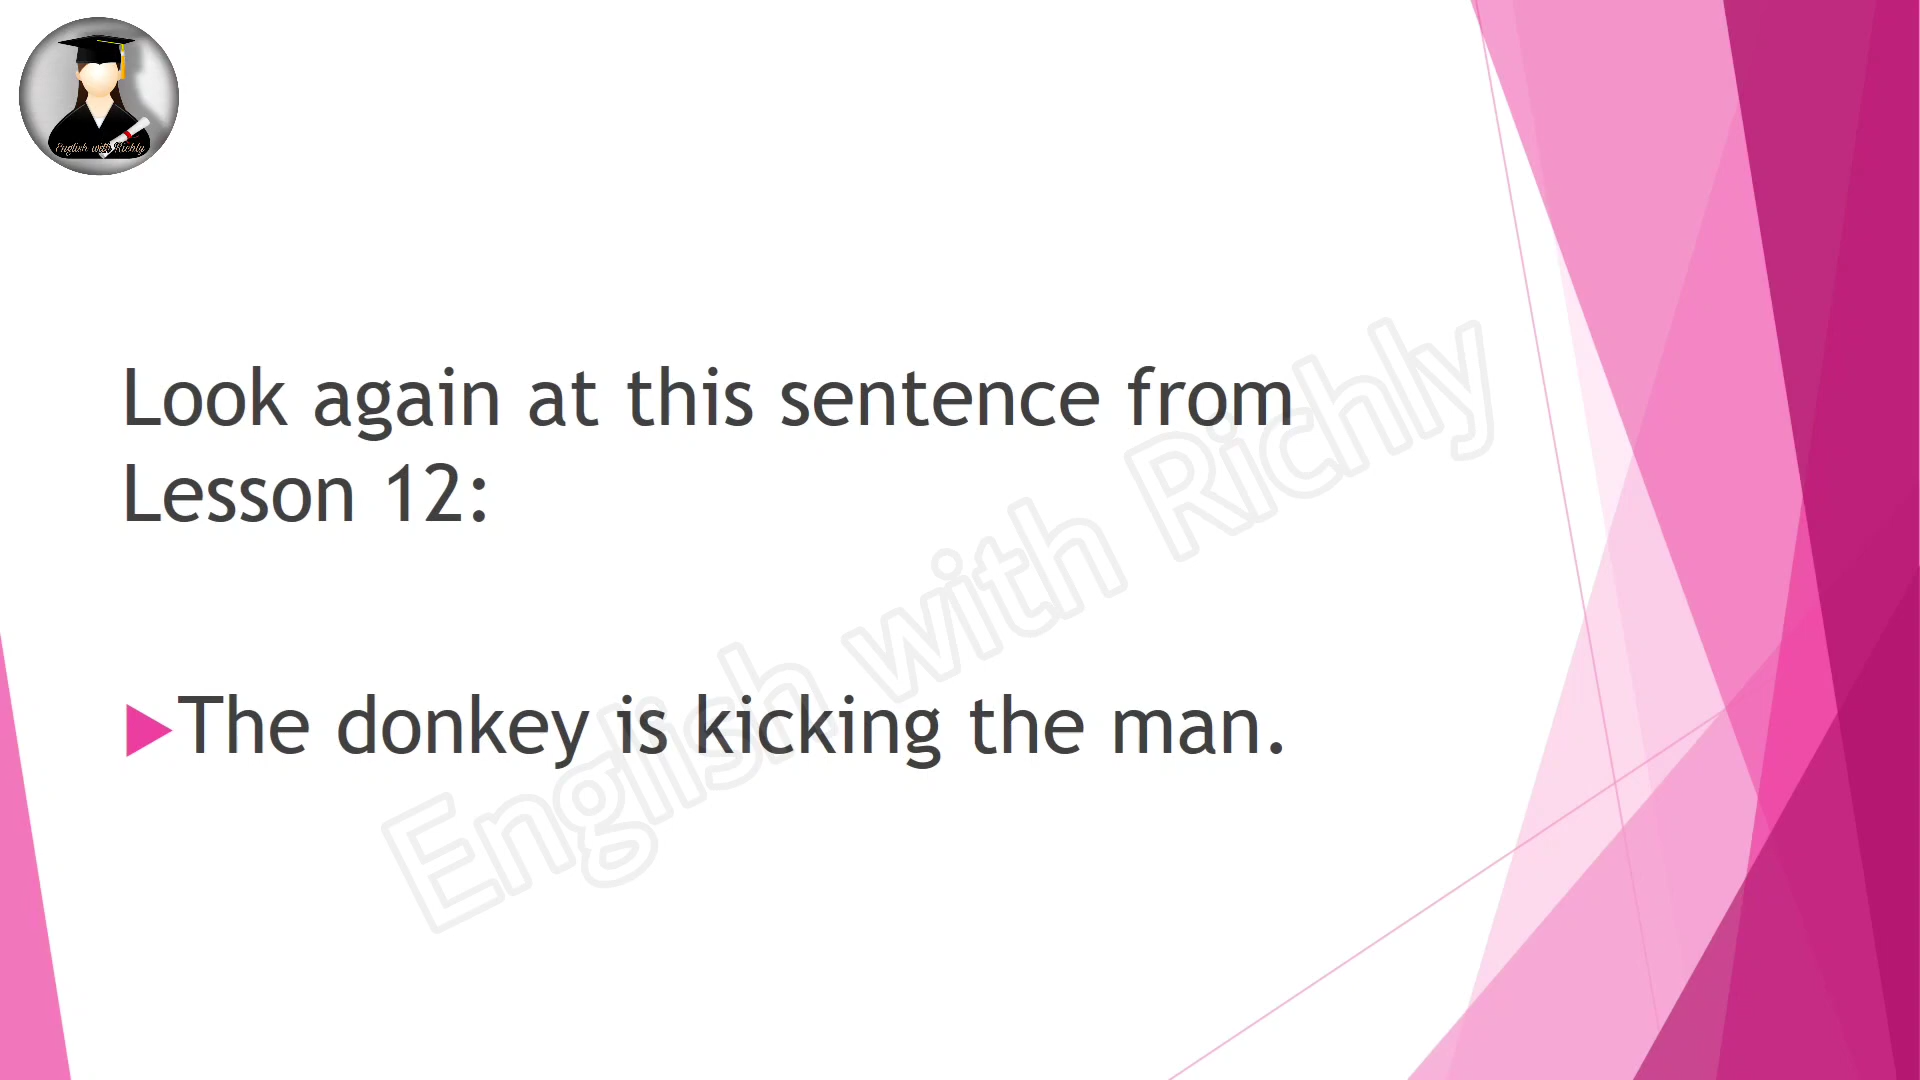 English with Richly
Look again at this sentence from
Lesson 12:
The donkey is kicking the man.
English with Richly